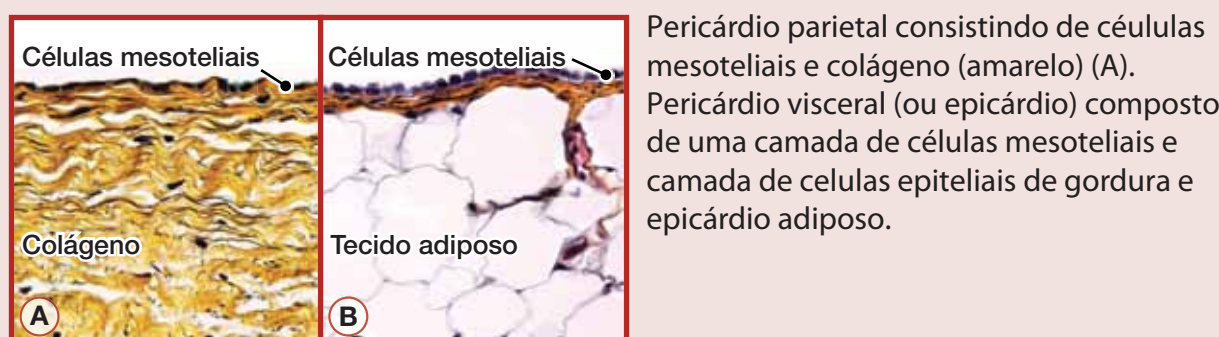 Células mesoteliais
Células mesoteliais
Colágeno
Tecido adiposo
A
B
Pericárdio parietal consistindo de céululas
mesoteliais e colágeno (amarelo) (A).
Pericárdio visceral (ou epicárdio) composto
de uma camada de células mesoteliais e
camada de celulas epiteliais de gordura e
epicárdio adiposo.